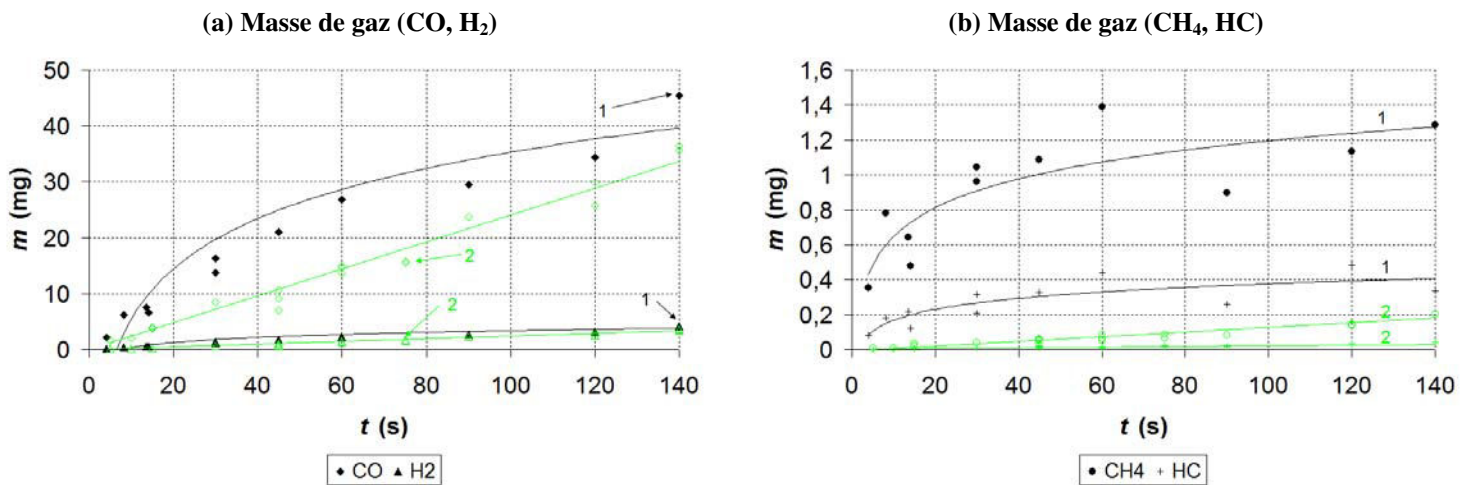 (a) Masse de gaz (CO, H₂)
50
40
30
20
10
0
m (mg)
1
2
2
1
0 20 40 60 80 100 120 140
t (s)
CO H2
(b) Masse de gaz (CH₄, HC)
1,6
1,4
1,2
1
0,8
0,6
0,4
0,2
0
m (mg)
1
1
2
2
0 20 40 60 80 100 120 140
t (s)
CH4 HC